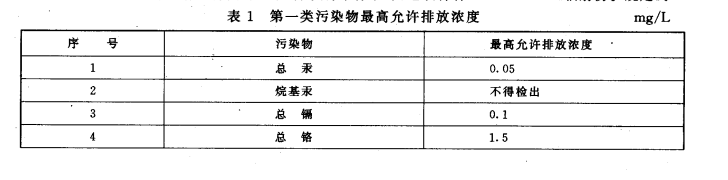 表 1 第一类污染物最高允许排放浓度 mg/L
序 号 污染物 最高允许排放浓度
1 总 汞 0.05
2 烷基汞 不得检出
3 总 镉 0.1
4 总 铬 1.5